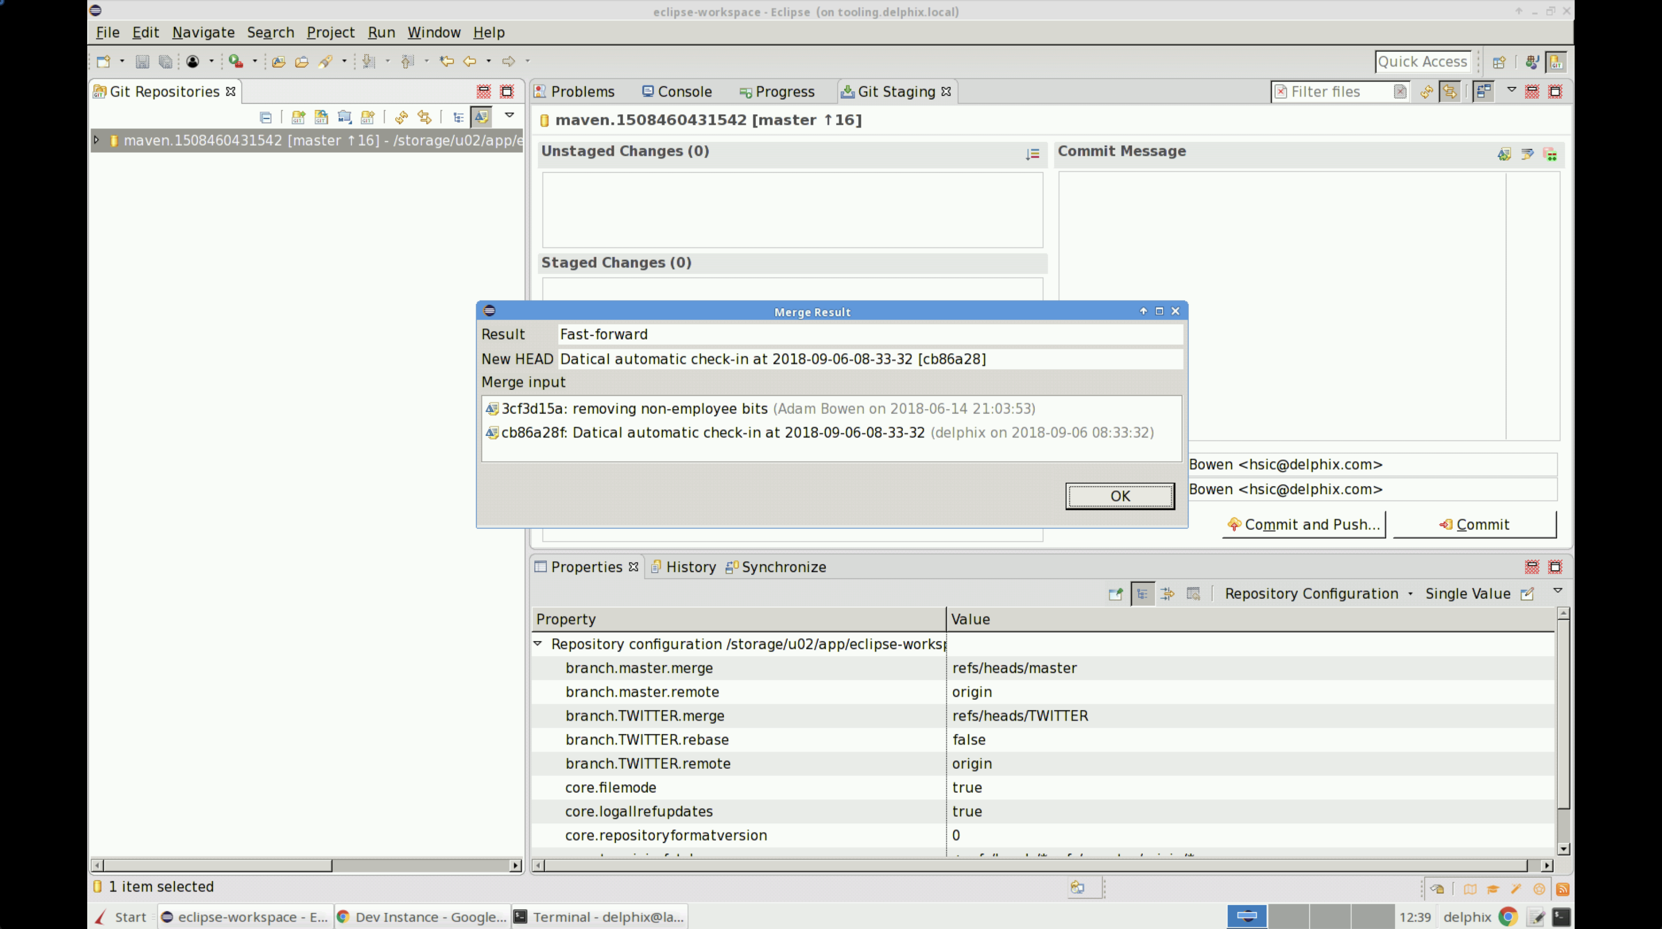 eclipse-workspace - Eclipse (on tooling.delphix.local)
File Edit Navigate Search Project Run Window Help
Quick Access
Git Repositories
Problems Console Progress Git Staging
Filter files
maven.1508460431542 [master ↑16] - /storage/u02/app/e
maven.1508460431542 [master ↑16]
Unstaged Changes (0)
Commit Message
Staged Changes (0)
Merge Result
Result Fast-forward
New HEAD Datical automatic check-in at 2018-09-06-08-33-32 [cb86a28]
Merge input
3cf3d15a: removing non-employee bits (Adam Bowen on 2018-06-14 21:03:53)
cb86a28f: Datical automatic check-in at 2018-09-06-08-33-32 (delphix on 2018-09-06 08:33:32)
OK
Bowen <hsic@delphix.com>
Bowen <hsic@delphix.com>
Commit and Push... Commit
Properties History Synchronize
Repository Configuration Single Value
Property Value
Repository configuration /storage/u02/app/eclipse-worksp
branch.master.merge refs/heads/master
branch.master.remote origin
branch.TWITTER.merge refs/heads/TWITTER
branch.TWITTER.rebase false
branch.TWITTER.remote origin
core.filemode true
core.logallrefupdates true
core.repositoryformatversion 0
1 item selected
Start eclipse-workspace - E... Dev Instance - Google... Terminal - delphix@la... 12:39 delphix